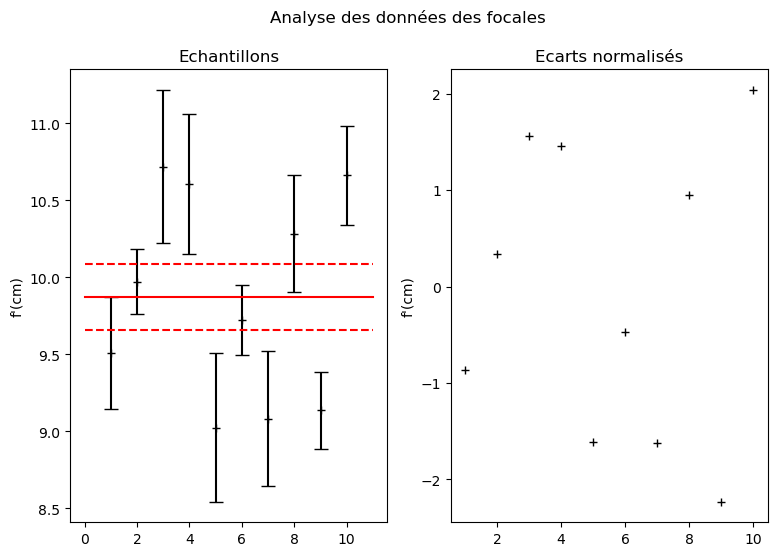 Analyse des données des focales
Echantillons
Ecarts normalisés
f'(cm)
11.0
10.5
10.0
9.5
9.0
8.5
0 2 4 6 8 10
f'(cm)
2
1
0
−1
−2
2 4 6 8 10